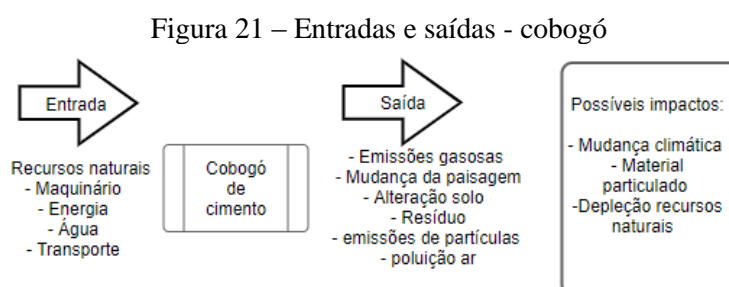 Figura 21 – Entradas e saídas - cobogó
Entrada
Recursos naturais
- Maquinário
- Energia
- Água
- Transporte
Cobogó
de
cimento
Saída
- Emissões gasosas
- Mudança da paisagem
- Alteração solo
- Resíduo
- emissões de partículas
- poluição ar
Possíveis impactos:
- Mudança climática
- Material
particulado
-Depleção recursos
naturais